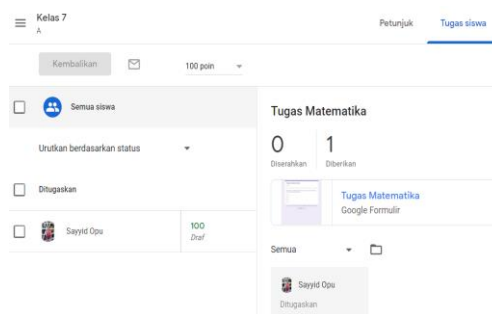 Kelas 7
A
Petunjuk
Tugas siswa
Kembalikan
100 poin
Semua siswa
Urutkan berdasarkan status
Ditugaskan
Sayyid Opu
100
Draf
Tugas Matematika
0
Diserahkan
1
Diberikan
Tugas Matematika
Google Formulir
Semua
Sayyid Opu
Ditugaskan